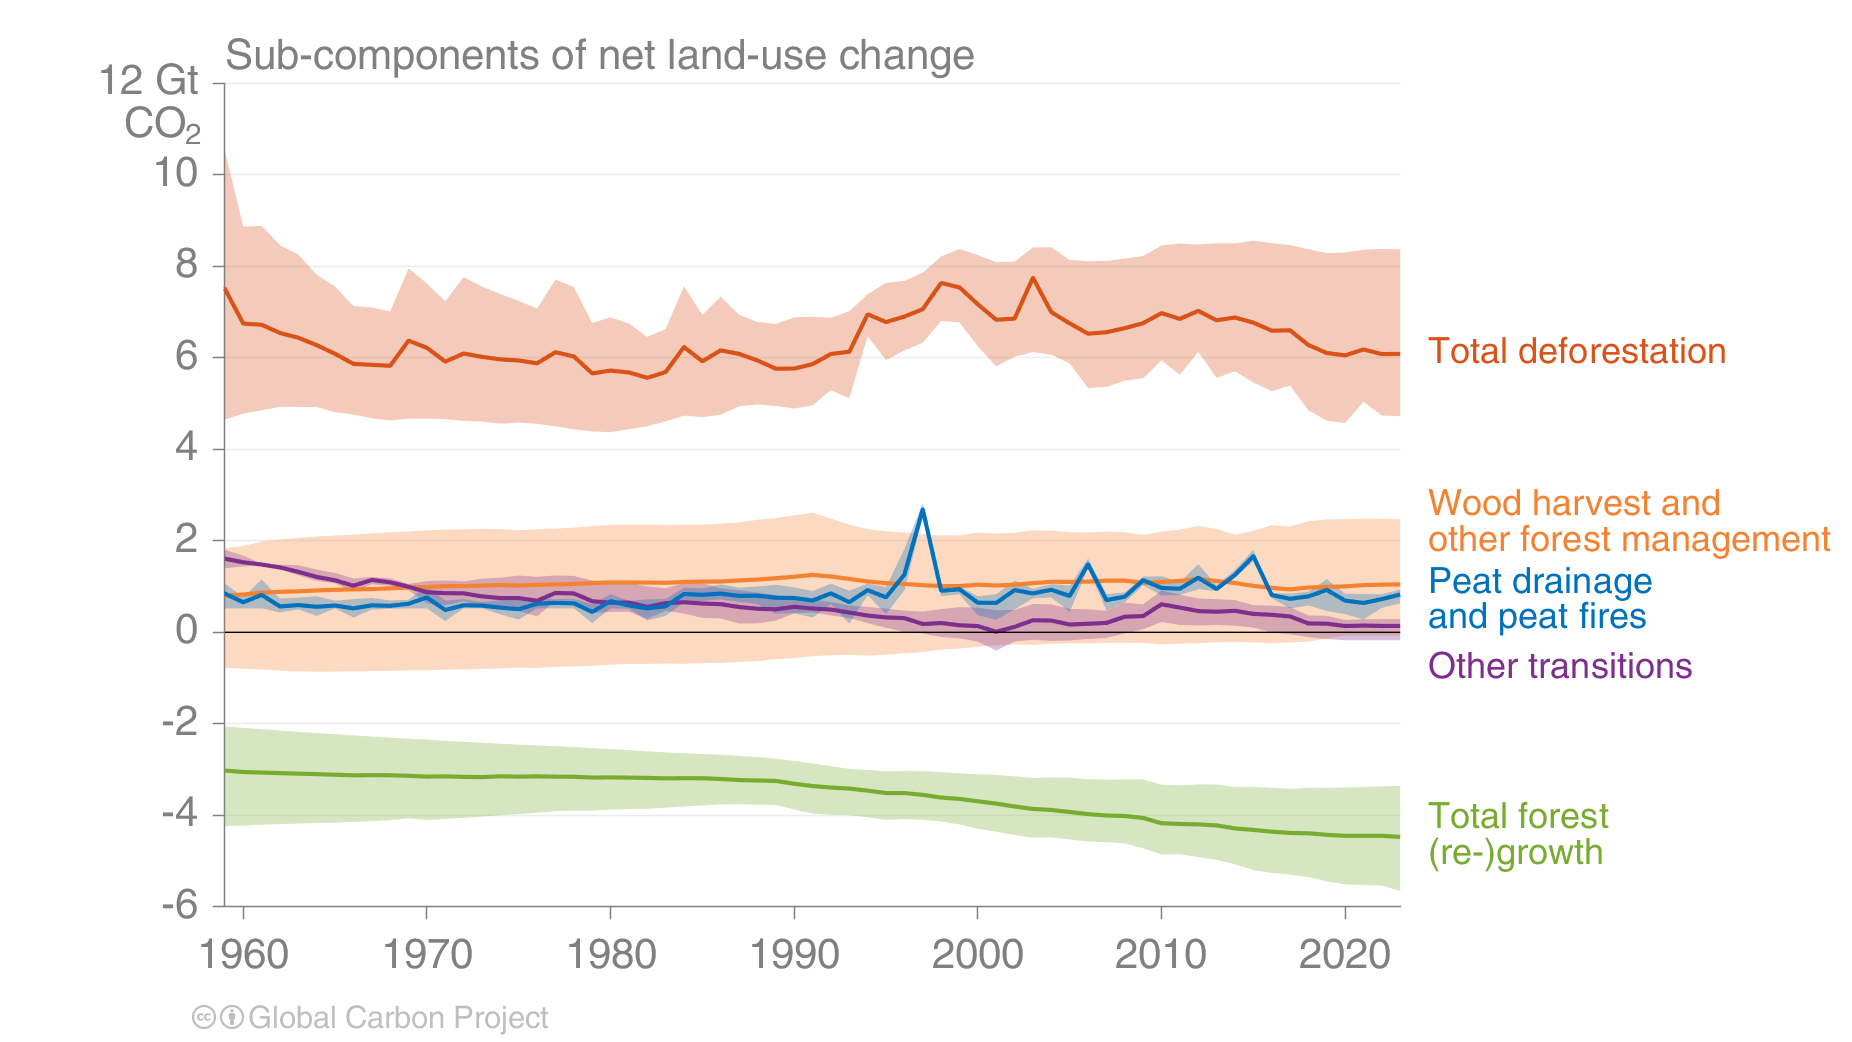 Sub-components of net land-use change
12 Gt
CO₂
10
8
6
4
2
0
-2
-4
-6
Total deforestation
Wood harvest and
other forest management
Peat drainage
and peat fires
Other transitions
Total forest
(re-)growth
1960 1970 1980 1990 2000 2010 2020
cc Global Carbon Project